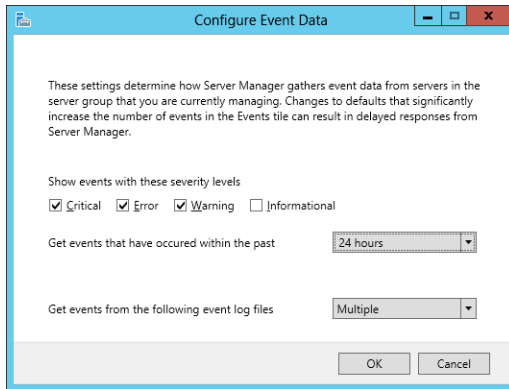 Configure Event Data
These settings determine how Server Manager gathers event data from servers in the
server group that you are currently managing. Changes to defaults that significantly
increase the number of events in the Events tile can result in delayed responses from
Server Manager.
Show events with these severity levels
Critical Error Warning Informational
Get events that have occured within the past 24 hours
Get events from the following event log files Multiple
OK Cancel